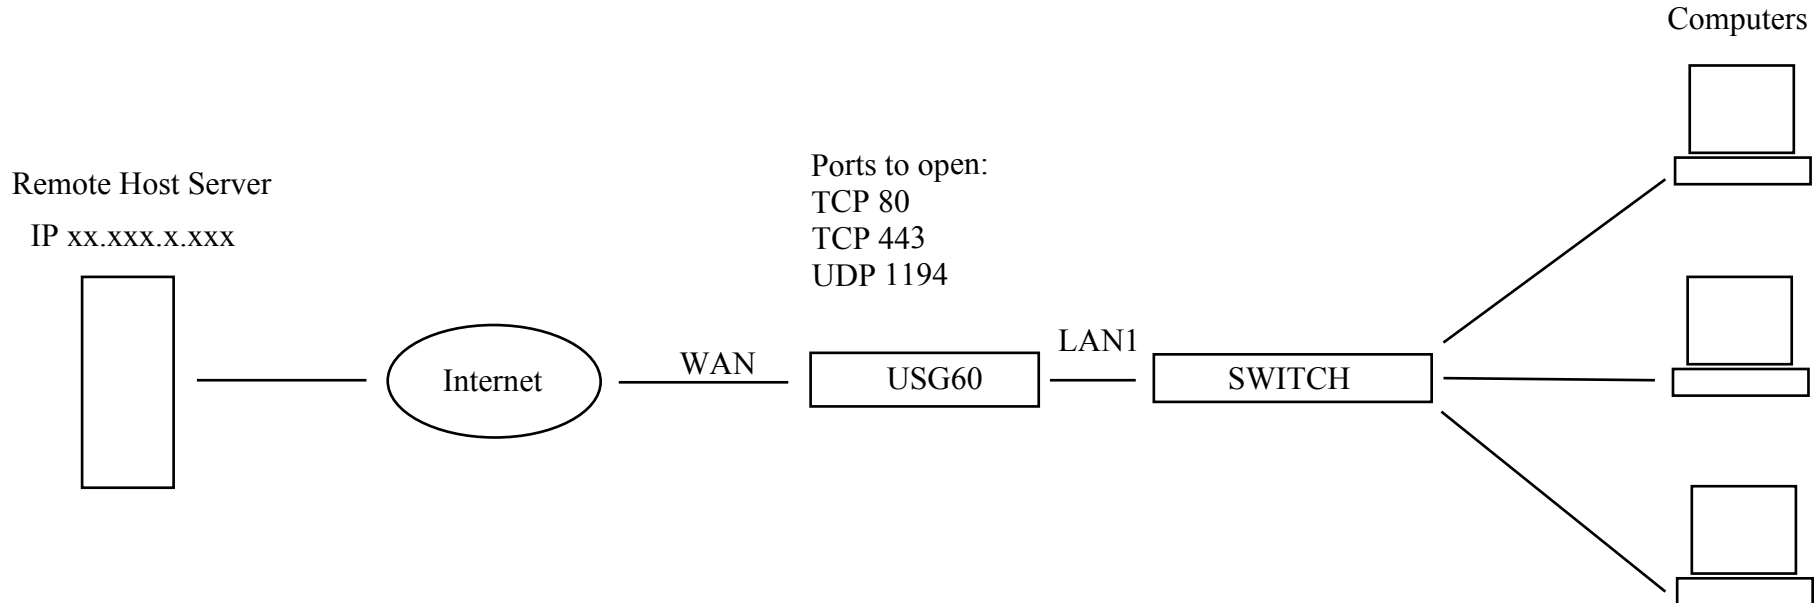 Computers
Remote Host Server
IP xx.xxx.x.xxx
Ports to open:
TCP 80
TCP 443
UDP 1194
Internet
WAN
USG60
LAN1
SWITCH